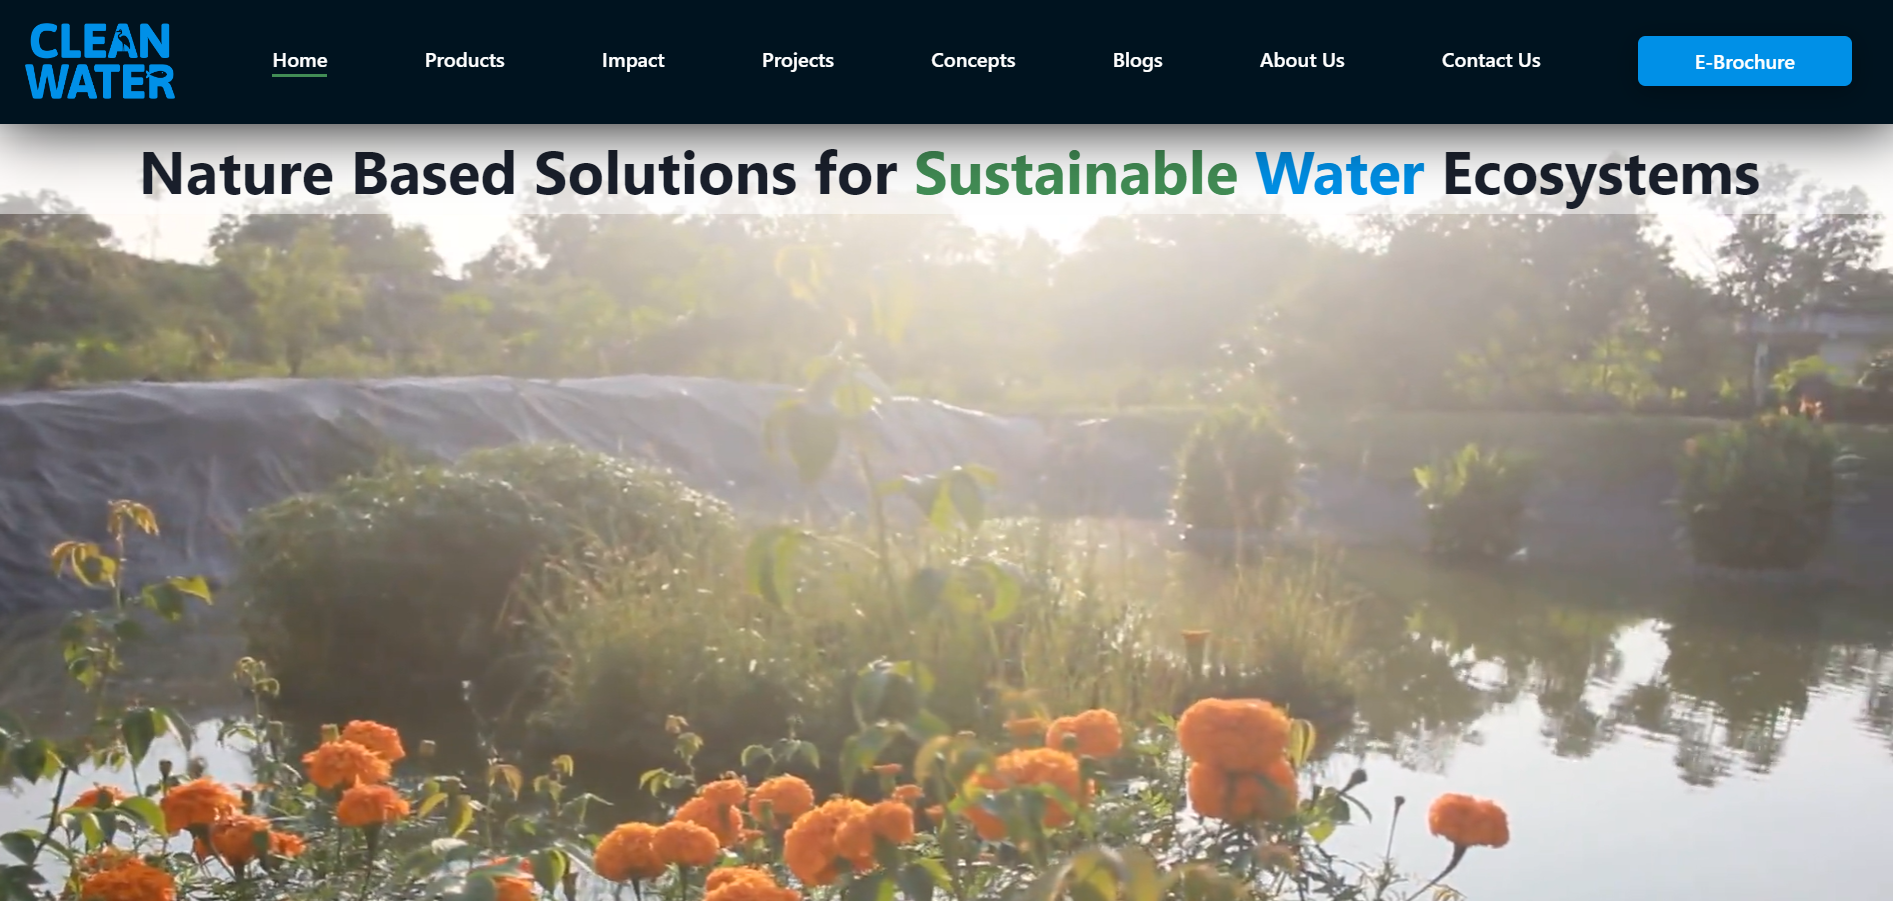 CLEAN
WATER
Home Products Impact Projects Concepts Blogs About Us Contact Us E-Brochure
Nature Based Solutions for Sustainable Water Ecosystems